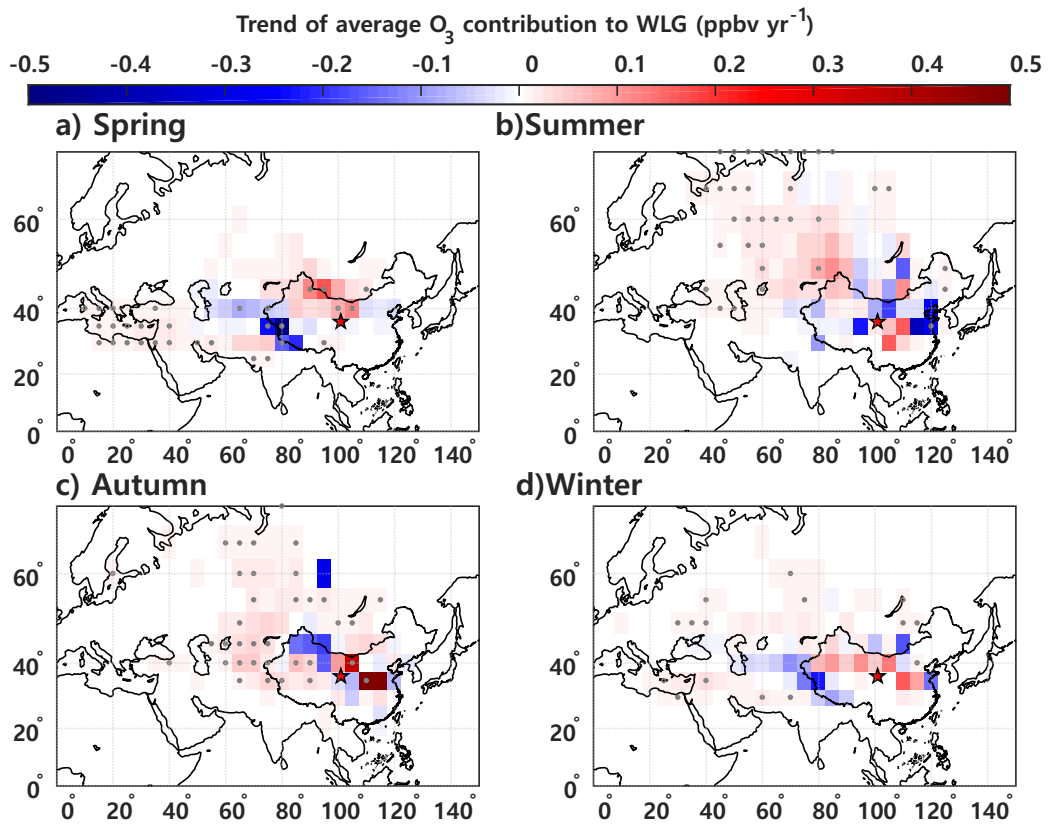 Trend of average O₃ contribution to WLG (ppbv yr⁻¹)
-0.5 -0.4 -0.3 -0.2 -0.1 0 0.1 0.2 0.3 0.4 0.5
a) Spring
b)Summer
60° 60°
40° 40°
20° 20°
0° 0°
0° 20° 40° 60° 80° 100° 120° 140° 0° 20° 40° 60° 80° 100° 120° 140°
c) Autumn
d)Winter
60° 60°
40° 40°
20° 20°
0° 0°
0° 20° 40° 60° 80° 100° 120° 140° 0° 20° 40° 60° 80° 100° 120° 140°